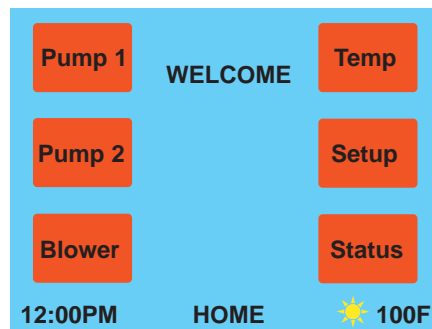 Pump 1
WELCOME
Temp
Pump 2
Setup
Blower
Status
12:00PM
HOME
100F